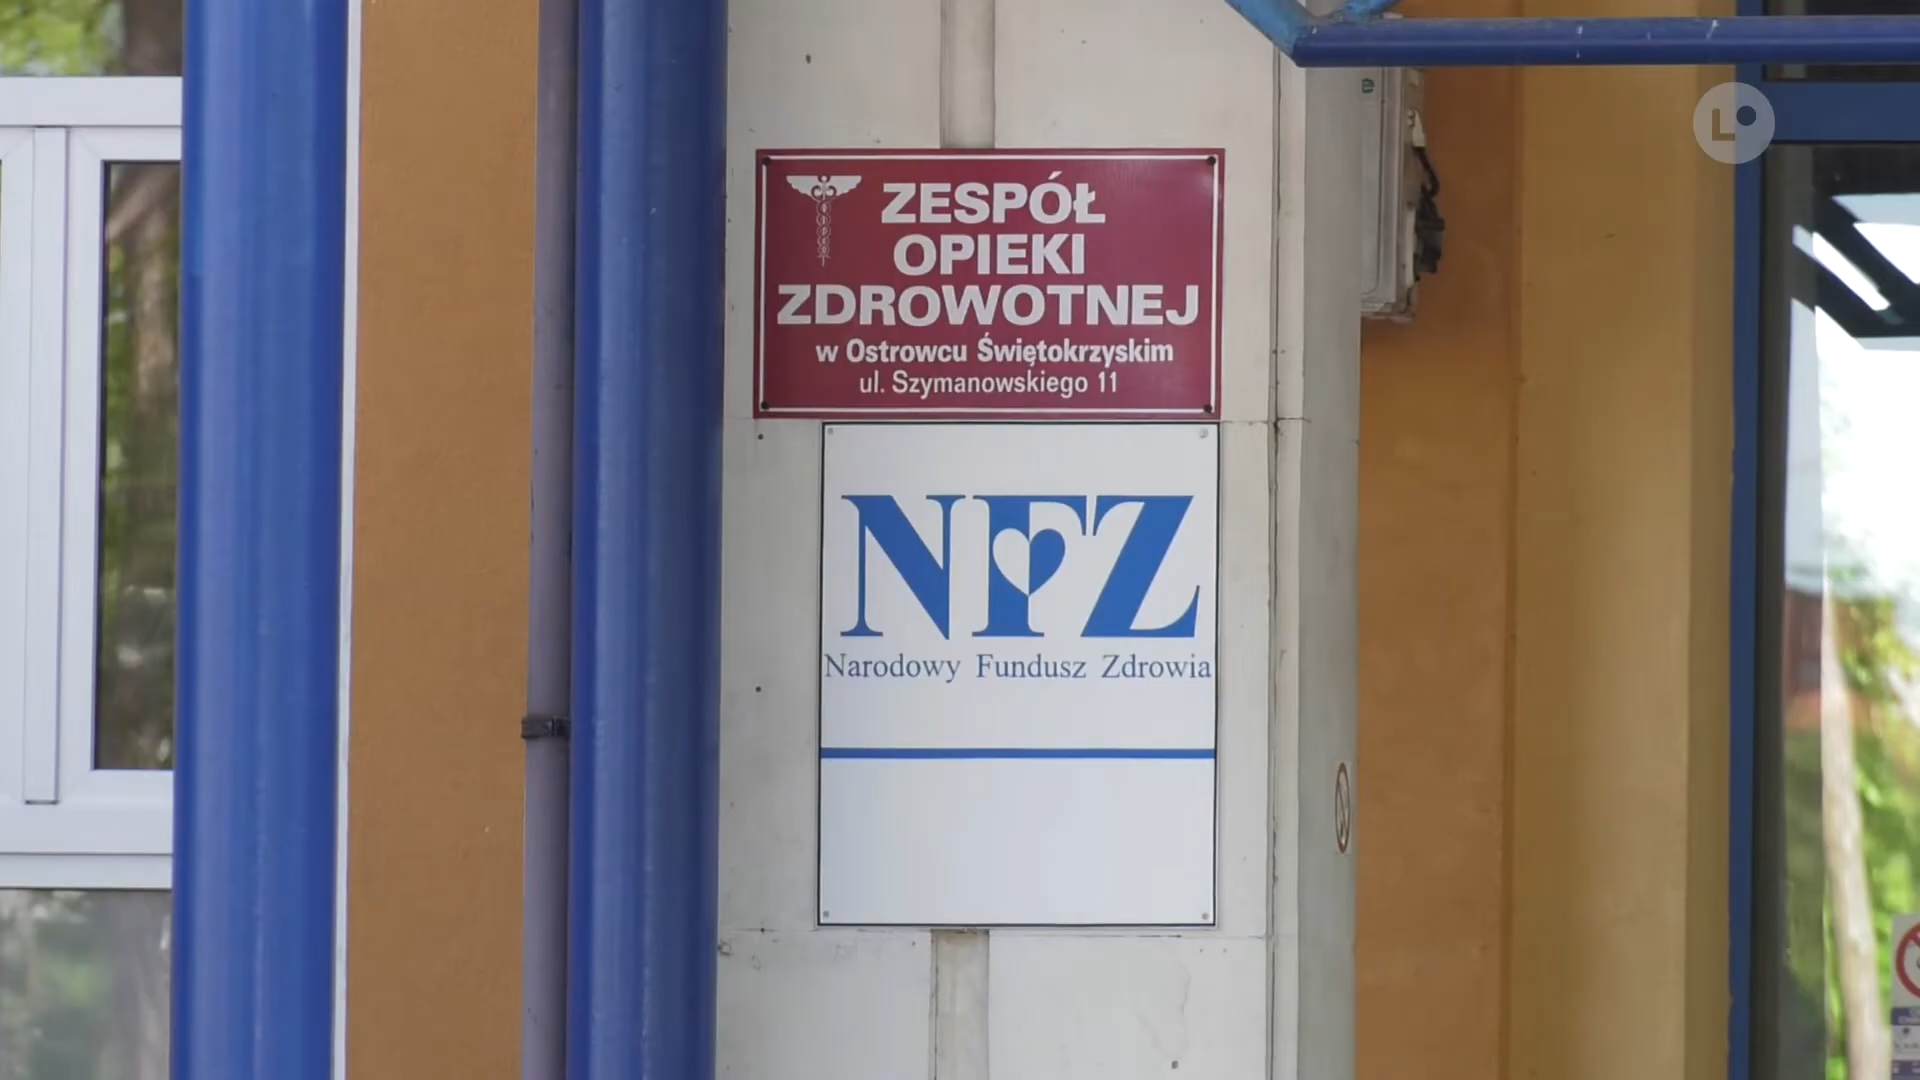 ZESPÓŁ
OPIEKI
ZDROWOTNEJ
w Ostrowcu Świętokrzyskim
ul. Szymanowskiego 11
NFZ
Narodowy Fundusz Zdrowia